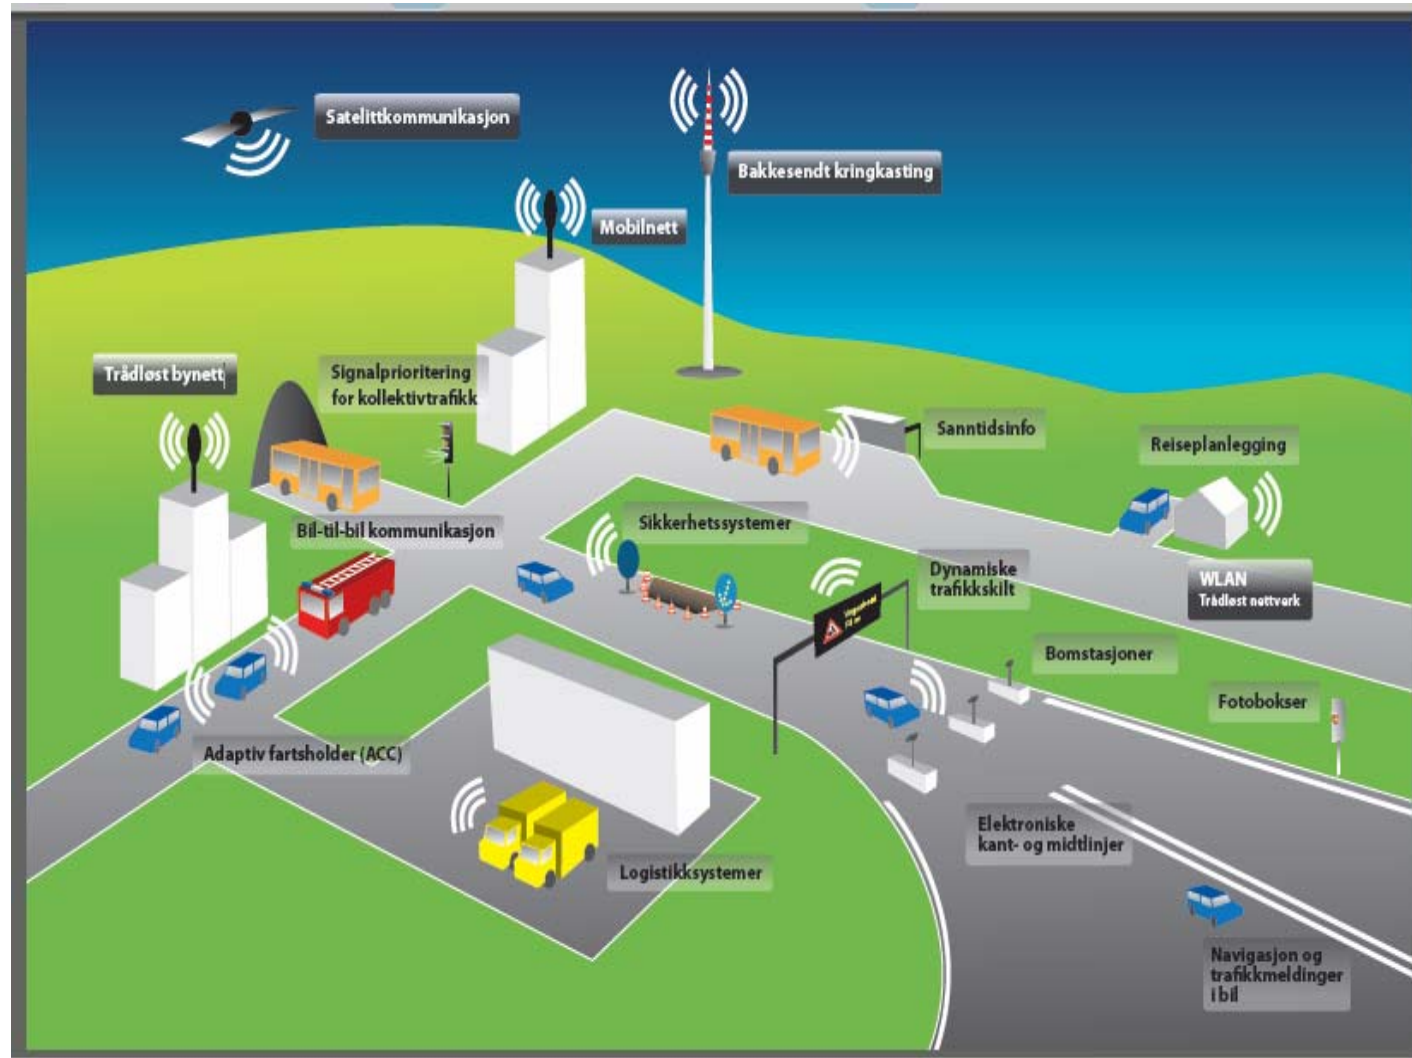 Satelittkommunikasjon
Bakkesendt kringkasting
Mobilnett
Trådløst bynett
Signalprioritering
for kollektivtrafikk
Sanntidsinfo
Reiseplanlegging
Bil-til-bil kommunikasjon
Sikkerhetssystemer
Dynamiske
trafikkskilt
WLAN
Trådløst nettverk
Bomstasjoner
Fotobokser
Adaptiv fartsholder (ACC)
Elektroniske
kant- og midtlinjer
Logistikksystemer
Navigasjon og
trafikkmeldinger
i bil